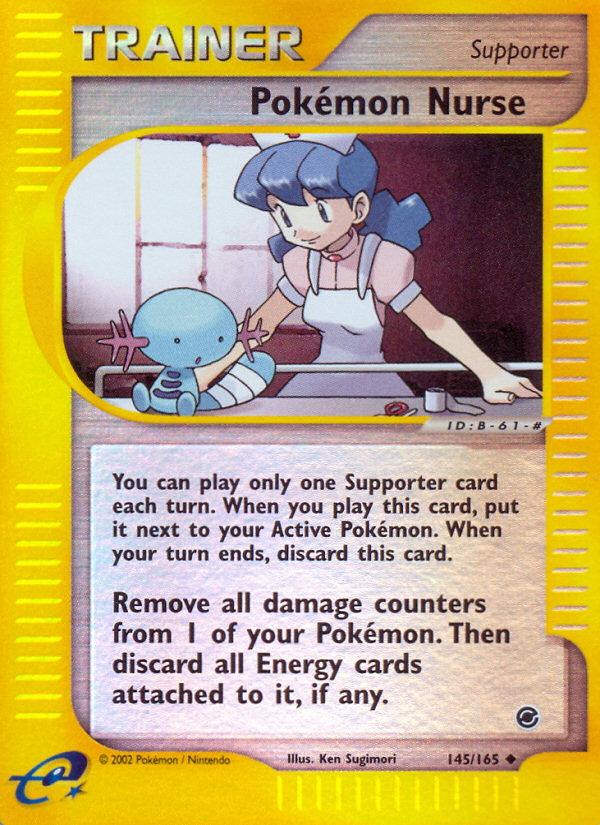 TRAINER
Supporter
Pokémon Nurse
ID:B-61-#
You can play only one Supporter card
each turn. When you play this card, put
it next to your Active Pokémon. When
your turn ends, discard this card.
Remove all damage counters
from 1 of your Pokémon. Then
discard all Energy cards
attached to it, if any.
© 2002 Pokémon / Nintendo
Illus. Ken Sugimori
145/165 ◆
e